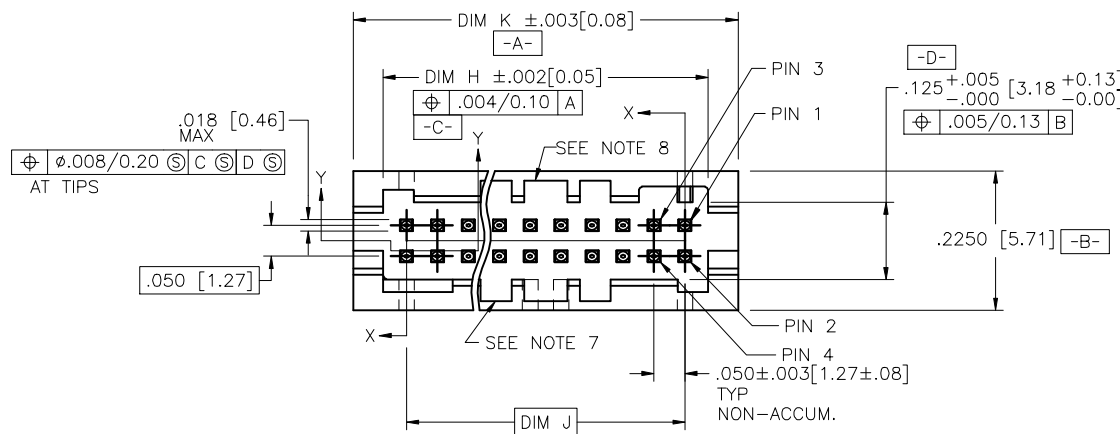 DIM K ±.003[0.08]
-A-
DIM H ±.002[0.05]
⌖ .004/0.10 A
-C-
X
PIN 3
PIN 1
-D-
.125 +.005 -.000 [3.18 +0.13 -0.00]
⌖ .005/0.13 B
.018 [0.46]
MAX
⌖ ⌀.008/0.20 Ⓢ C Ⓢ D Ⓢ
AT TIPS
Y
Y
SEE NOTE 8
.2250 [5.71]
-B-
.050 [1.27]
X
SEE NOTE 7
PIN 2
PIN 4
.050±.003[1.27±.08]
TYP
NON-ACCUM.
DIM J